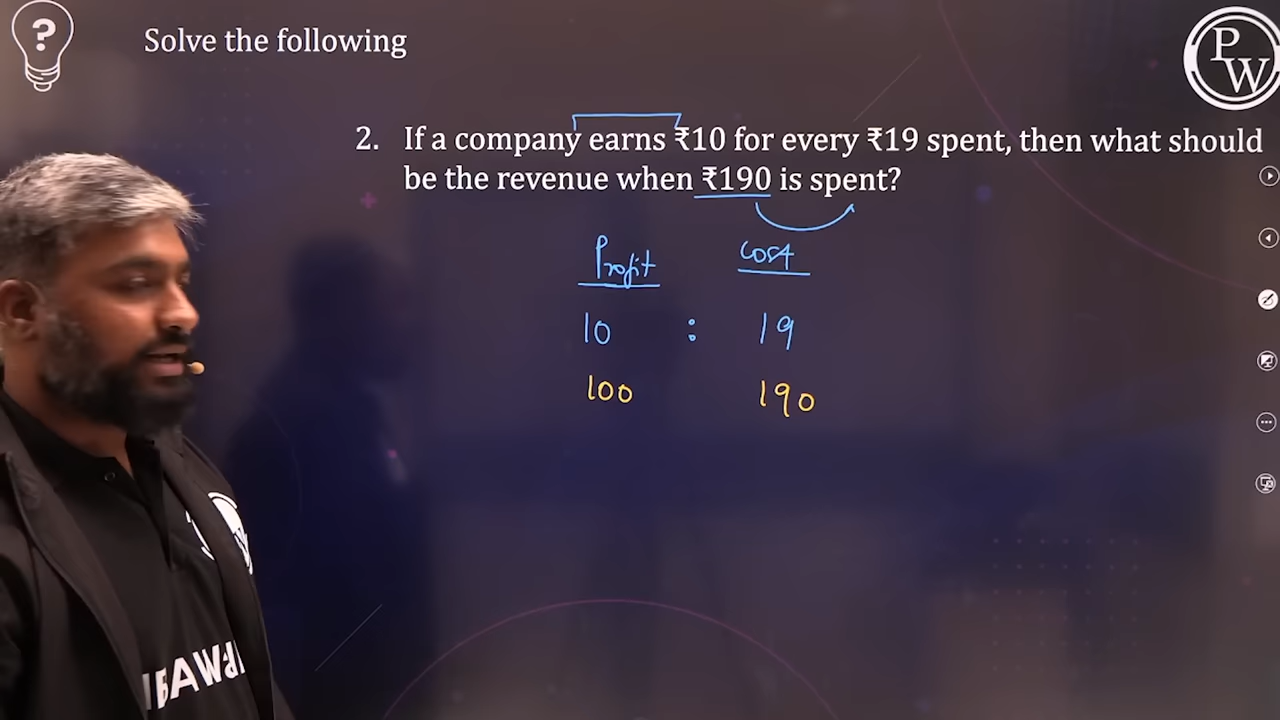 ?
Solve the following
PW
2. If a company earns ₹10 for every ₹19 spent, then what should
be the revenue when ₹190 is spent?
Profit Cost
10 : 19
100 190